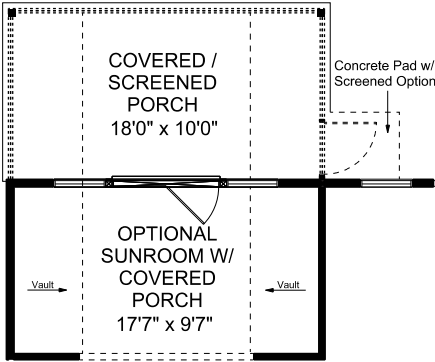 COVERED /
SCREENED
PORCH
18'0" x 10'0"
Concrete Pad w/
Screened Option
OPTIONAL
SUNROOM W/
COVERED
PORCH
17'7" x 9'7"
Vault
Vault